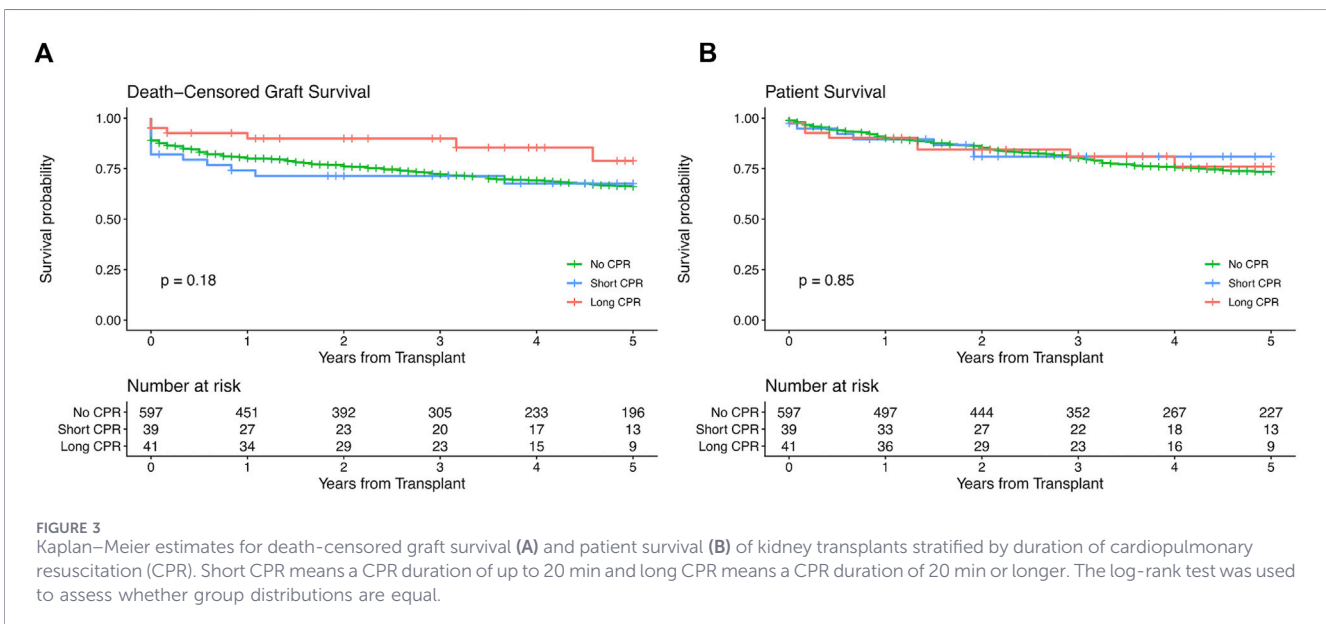 A
Death−Censored Graft Survival
1.00
0.75
0.50
0.25
0.00
Survival probability
p = 0.18
No CPR
Short CPR
Long CPR
0 1 2 3 4 5
Years from Transplant
Number at risk
No CPR 597 451 392 305 233 196
Short CPR 39 27 23 20 17 13
Long CPR 41 34 29 23 15 9
0 1 2 3 4 5
Years from Transplant
B
Patient Survival
1.00
0.75
0.50
0.25
0.00
Survival probability
p = 0.85
No CPR
Short CPR
Long CPR
0 1 2 3 4 5
Years from Transplant
Number at risk
No CPR 597 497 444 352 267 227
Short CPR 39 33 27 22 18 13
Long CPR 41 36 29 23 16 9
0 1 2 3 4 5
Years from Transplant
FIGURE 3
Kaplan–Meier estimates for death-censored graft survival (A) and patient survival (B) of kidney transplants stratified by duration of cardiopulmonary
resuscitation (CPR). Short CPR means a CPR duration of up to 20 min and long CPR means a CPR duration of 20 min or longer. The log-rank test was used
to assess whether group distributions are equal.